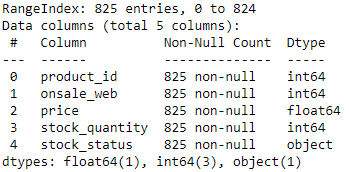 RangeIndex: 825 entries, 0 to 824
Data columns (total 5 columns):
 #   Column          Non-Null Count  Dtype
---  ------          --------------  -----
 0   product_id      825 non-null    int64
 1   onsale_web      825 non-null    int64
 2   price           825 non-null    float64
 3   stock_quantity  825 non-null    int64
 4   stock_status    825 non-null    object
dtypes: float64(1), int64(3), object(1)